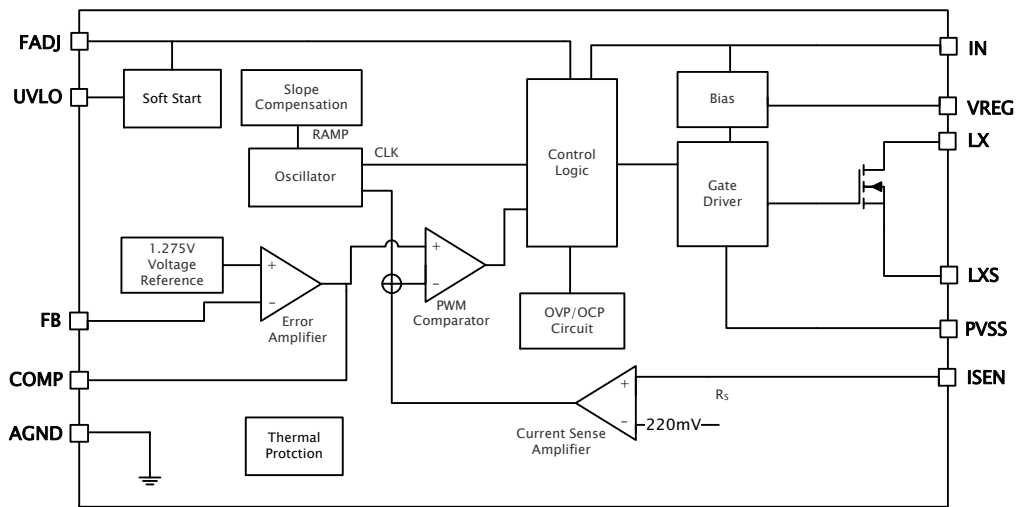 FADJ
IN
UVLO
Soft Start
Slope
Compensation
Bias
VREG
RAMP
LX
CLK
Control
Logic
Oscillator
Gate
Driver
1.275V
Voltage
Reference
+
−
Error
Amplifier
+
−
PWM
Comparator
LXS
FB
OVP/OCP
Circuit
PVSS
COMP
ISEN
+
−
RS
220mV
Current Sense
Amplifier
AGND
Thermal
Protction